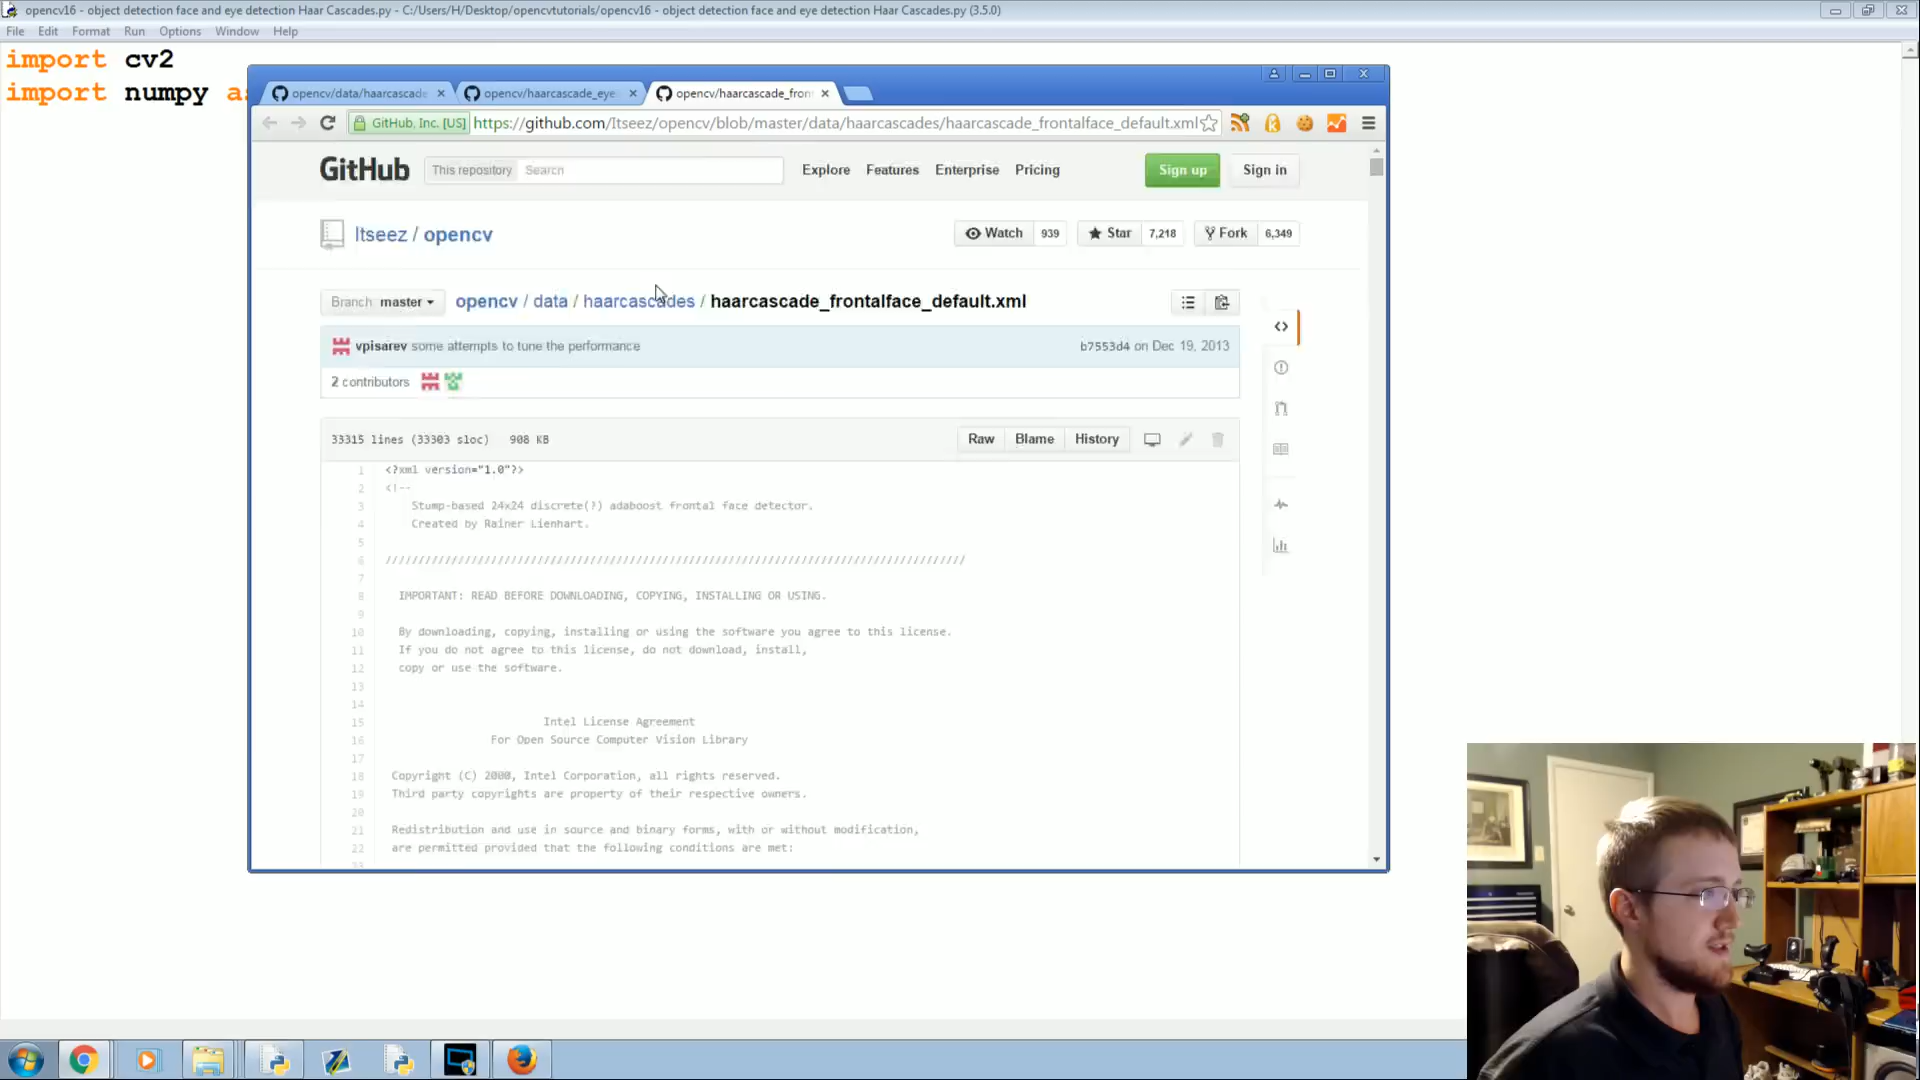 opencv16 - object detection face and eye detection Haar Cascades.py - C:/Users/H/Desktop/opencvtutorials/opencv16 - object detection face and eye detection Haar Cascades.py (3.5.0)
File Edit Format Run Options Window Help
import cv2
import numpy as
opencv/data/haarcascade
opencv/haarcascade_eye
opencv/haarcascade_fron
GitHub, Inc. [US] https://github.com/Itseez/opencv/blob/master/data/haarcascades/haarcascade_frontalface_default.xml
GitHub This repository Search Explore Features Enterprise Pricing Sign up Sign in
Itseez / opencv Watch 939 Star 7,218 Fork 6,349
Branch master opencv / data / haarcascades / haarcascade_frontalface_default.xml
vpisarev some attempts to tune the performance b7553d4 on Dec 19, 2013
2 contributors
33315 lines (33303 sloc) 908 KB Raw Blame History
1 <?xml version="1.0"?>
2 <!--
3 Stump-based 24x24 discrete(?) adaboost frontal face detector.
4 Created by Rainer Lienhart.
5
6 ////////////////////////////////////////////////////////////////////////////////////////
7
8 IMPORTANT: READ BEFORE DOWNLOADING, COPYING, INSTALLING OR USING.
9
10 By downloading, copying, installing or using the software you agree to this license.
11 If you do not agree to this license, do not download, install,
12 copy or use the software.
13
14
15 Intel License Agreement
16 For Open Source Computer Vision Library
17
18 Copyright (C) 2000, Intel Corporation, all rights reserved.
19 Third party copyrights are property of their respective owners.
20
21 Redistribution and use in source and binary forms, with or without modification,
22 are permitted provided that the following conditions are met:
23